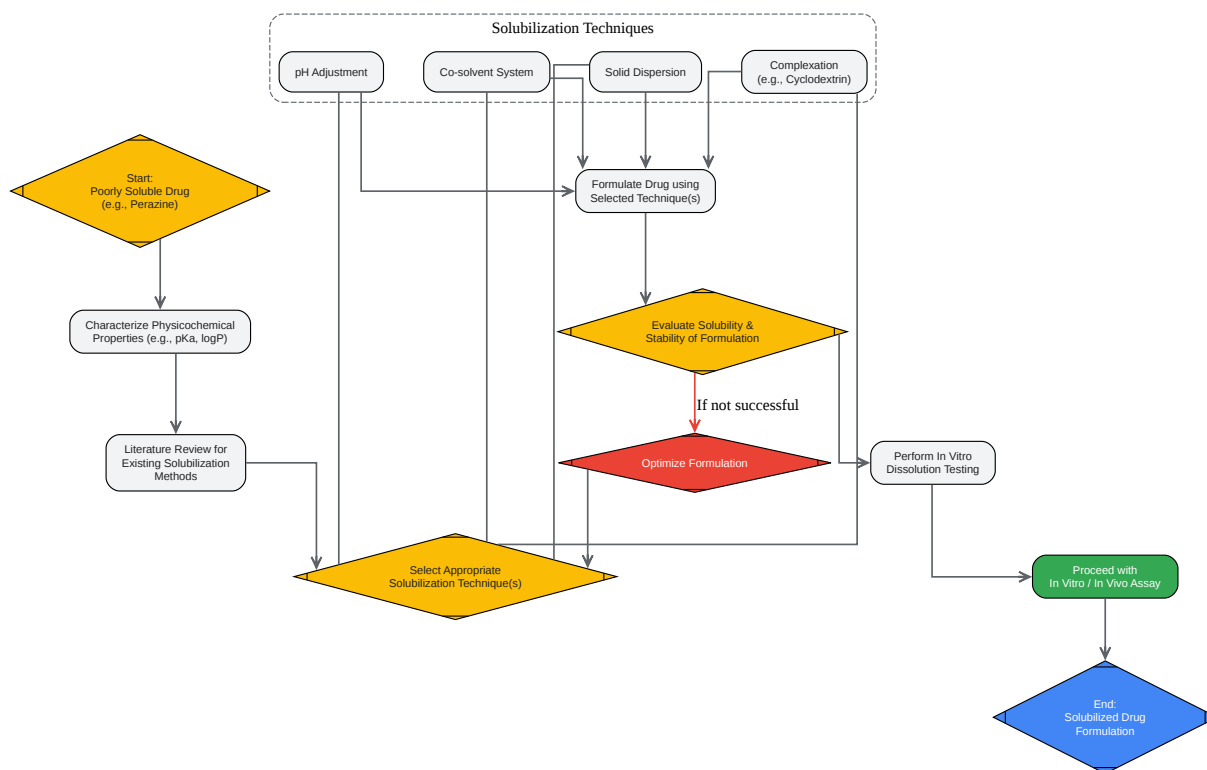 Solubilization Techniques
pH Adjustment
Co-solvent System
Solid Dispersion
Complexation
(e.g., Cyclodextrin)
Start:
Poorly Soluble Drug
(e.g., Perazine)
Formulate Drug using
Selected Technique(s)
Characterize Physicochemical
Properties (e.g., pKa, logP)
Evaluate Solubility &
Stability of Formulation
If not successful
Literature Review for
Existing Solubilization
Methods
Optimize Formulation
Perform In Vitro
Dissolution Testing
Select Appropriate
Solubilization Technique(s)
Proceed with
In Vitro / In Vivo Assay
End:
Solubilized Drug
Formulation